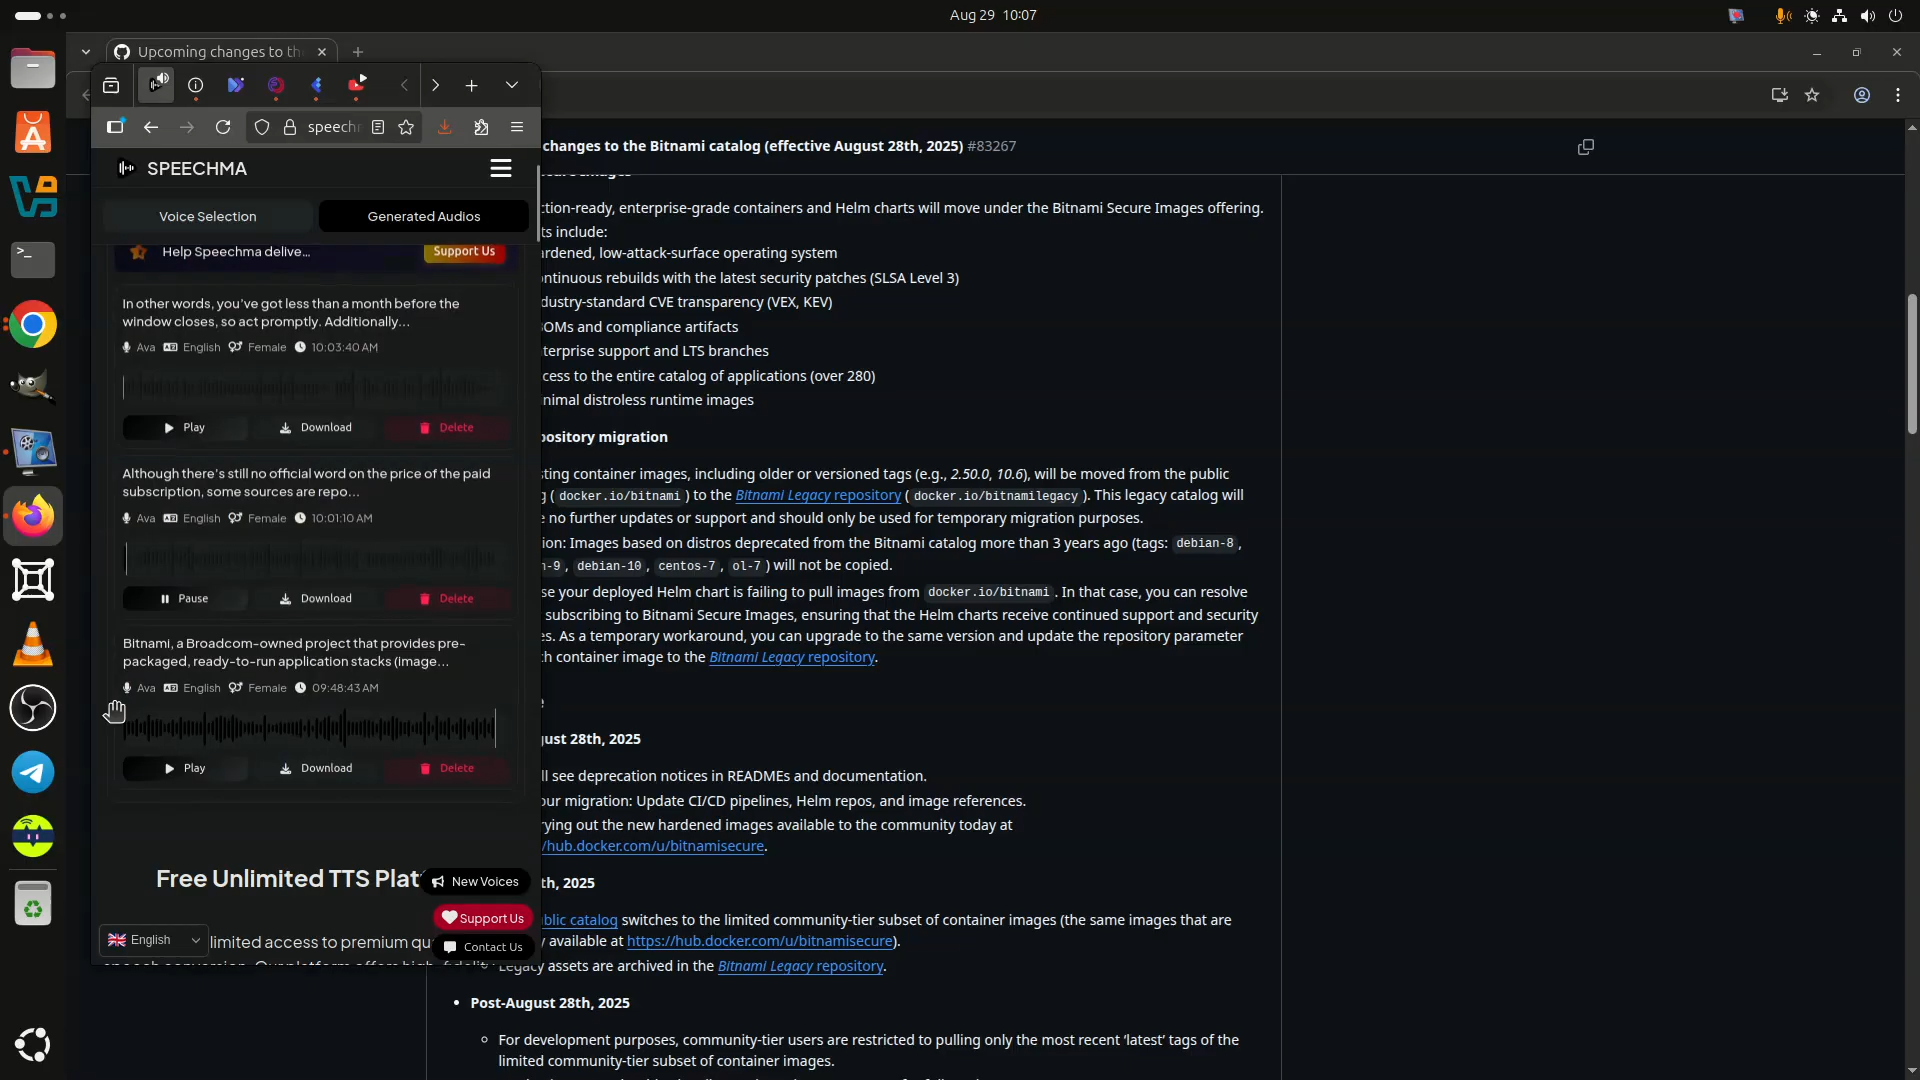 Aug 29 10:07
Upcoming changes to th
speech
SPEECHMA
Voice Selection
Generated Audios
Help Speechma delive...
Support Us
In other words, you've got less than a month before the
window closes, so act promptly. Additionally...
Ava English Female 10:03:40 AM
Play Download Delete
Although there's still no official word on the price of the paid
subscription, some sources are repo...
Ava English Female 10:01:10 AM
Pause Download Delete
Bitnami, a Broadcom-owned project that provides pre-
packaged, ready-to-run application stacks (image...
Ava English Female 09:48:43 AM
Play Download Delete
Free Unlimited TTS Plat
New Voices
Support Us
English
limited access to premium qu
Contact Us
changes to the Bitnami catalog (effective August 28th, 2025) #83267
ction-ready, enterprise-grade containers and Helm charts will move under the Bitnami Secure Images offering.
ts include:
rdened, low-attack-surface operating system
ontinuous rebuilds with the latest security patches (SLSA Level 3)
dustry-standard CVE transparency (VEX, KEV)
OMs and compliance artifacts
terprise support and LTS branches
cess to the entire catalog of applications (over 280)
nimal distroless runtime images
pository migration
sting container images, including older or versioned tags (e.g., 2.50.0, 10.6), will be moved from the public
g ( docker.io/bitnami ) to the Bitnami Legacy repository ( docker.io/bitnamilegacy ). This legacy catalog will
e no further updates or support and should only be used for temporary migration purposes.
tion: Images based on distros deprecated from the Bitnami catalog more than 3 years ago (tags: debian-8 ,
n-9 , debian-10 , centos-7 , ol-7 ) will not be copied.
se your deployed Helm chart is failing to pull images from docker.io/bitnami . In that case, you can resolve
subscribing to Bitnami Secure Images, ensuring that the Helm charts receive continued support and security
es. As a temporary workaround, you can upgrade to the same version and update the repository parameter
h container image to the Bitnami Legacy repository.
e
gust 28th, 2025
ll see deprecation notices in READMEs and documentation.
our migration: Update CI/CD pipelines, Helm repos, and image references.
rying out the new hardened images available to the community today at
/hub.docker.com/u/bitnamisecure.
th, 2025
blic catalog switches to the limited community-tier subset of container images (the same images that are
y available at https://hub.docker.com/u/bitnamisecure).
Legacy assets are archived in the Bitnami Legacy repository.
• Post-August 28th, 2025
For development purposes, community-tier users are restricted to pulling only the most recent 'latest' tags of the
limited community-tier subset of container images.